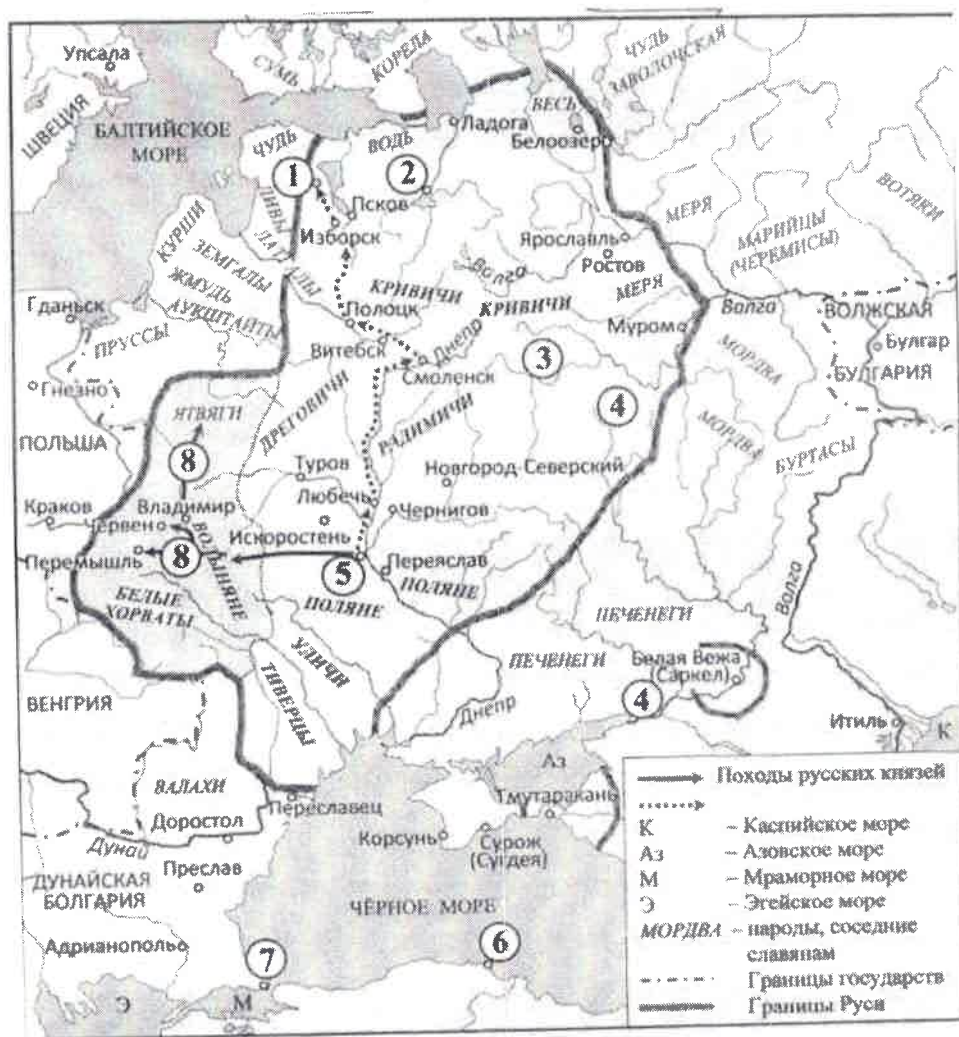 Упсала
ШВЕЦИЯ
БАЛТИЙСКОЕ
МОРЕ
СУМЬ
КОРЕЛА
ЧУДЬ
ЗАВОЛОЧСКАЯ
ВЕСЬ
Ладога
Белоозеро
ЧУДЬ
ВОДЬ
1
2
Псков
Изборск
ЛИВЫ
МЕРЯ
МАРИЙЦЫ
(ЧЕРЕМИСЫ)
ВОТЯКИ
КУРШИ
ЗЕМГАЛЫ
ЖМУДЬ
АУКШТАЙТЫ
Ярославль
Ростов
Волга
МЕРЯ
КРИВИЧИ
КРИВИЧИ
Гданьск
ПРУССЫ
Полоцк
Витебск
Днепр
Смоленск
Муром
Волга
ВОЛЖСКАЯ
Булгар
БУЛГАРИЯ
МОРДВА
3
4
Гнезно
ПОЛЬША
ЯТВЯГИ
ДРЕГОВИЧИ
РАДИМИЧИ
МОРДВА
БУРТАСЫ
8
Туров
Новгород-Северский
Любечь
Чернигов
Краков
Владимир
Червен
Искоростень
Перемышль
8
ВОЛЫНЯНЕ
5
Переяслав
ПОЛЯНЕ
ПОЛЯНЕ
БЕЛЫЕ
ХОРВАТЫ
УЛИЧИ
ТИВЕРЦЫ
ПЕЧЕНЕГИ
ПЕЧЕНЕГИ
Волга
Белая Вежа
(Саркел)
4
Итиль
К
ВЕНГРИЯ
Днепр
Аз
ВАЛАХИ
Переславец
Тмутаракань
Доростол
Дунай
Корсунь
Сурож
(Сугдея)
Преслав
ДУНАЙСКАЯ
БОЛГАРИЯ
ЧЁРНОЕ МОРЕ
Адрианополь
7
6
Э
М
Походы русских князей
К – Каспийское море
Аз – Азовское море
М – Мраморное море
Э – Эгейское море
МОРДВА – народы, соседние
славянам
Границы государств
Границы Руси